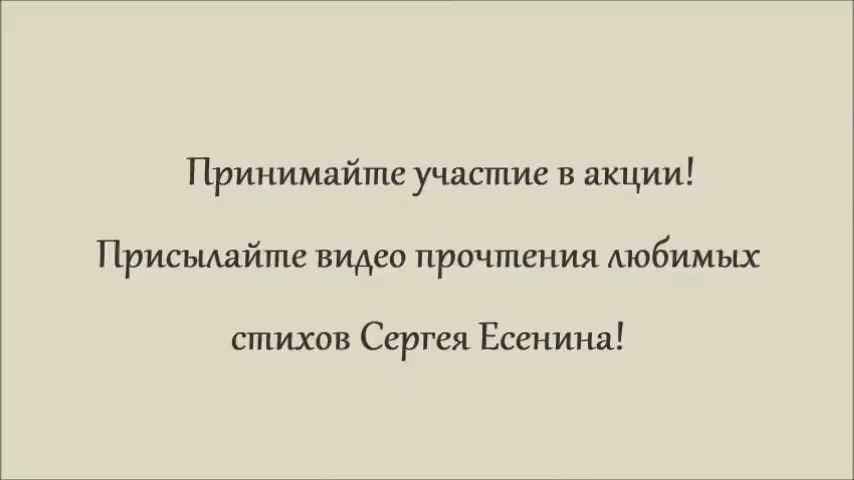 Принимайте участие в акции!
Присылайте видео прочтения любимых
стихов Сергея Есенина!